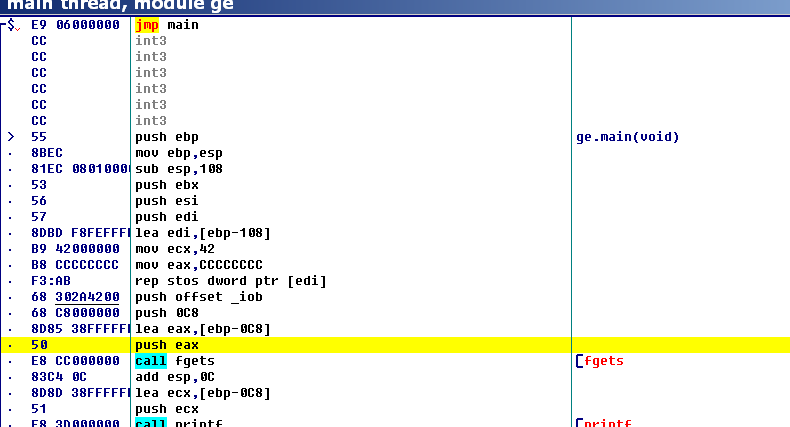 main thread, module ge
$ E9 06000000 jmp main
CC int3
CC int3
CC int3
CC int3
CC int3
CC int3
> 55 push ebp ge.main(void)
. 8BEC mov ebp,esp
. 81EC 08010000 sub esp,108
. 53 push ebx
. 56 push esi
. 57 push edi
. 8DBD F8FEFFFF lea edi,[ebp-108]
. B9 42000000 mov ecx,42
. B8 CCCCCCCC mov eax,CCCCCCCC
. F3:AB rep stos dword ptr [edi]
. 68 302A4200 push offset _iob
. 68 C8000000 push 0C8
. 8D85 38FFFFFF lea eax,[ebp-0C8]
. 50 push eax
. E8 CC000000 call fgets [fgets
. 83C4 0C add esp,0C
. 8D8D 38FFFFFF lea ecx,[ebp-0C8]
. 51 push ecx
. E8 3D000000 call printf [printf